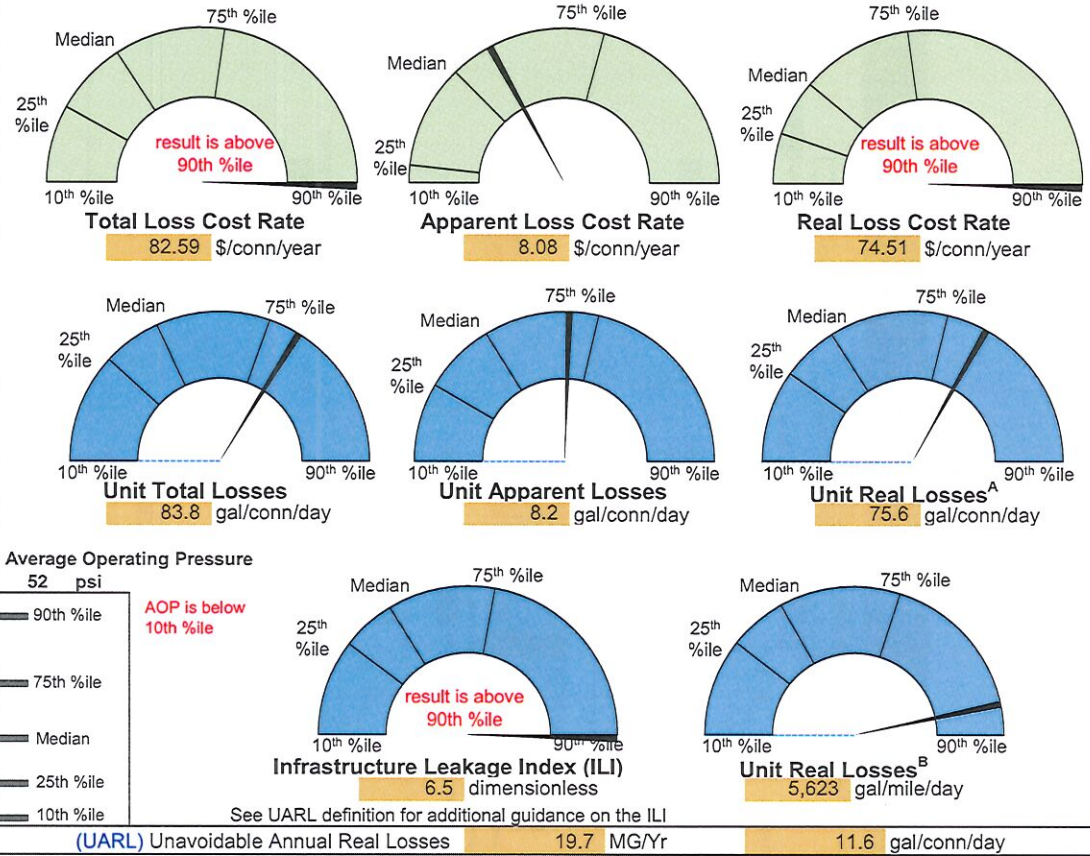 75th %ile
Median
25th
%ile
result is above
90th %ile
10th %ile
90th %ile
Total Loss Cost Rate
82.59 $/conn/year
75th %ile
Median
25th
%ile
10th %ile
90th %ile
Apparent Loss Cost Rate
8.08 $/conn/year
75th %ile
Median
25th
%ile
result is above
90th %ile
10th %ile
90th %ile
Real Loss Cost Rate
74.51 $/conn/year
75th %ile
Median
25th
%ile
10th %ile
90th %ile
Unit Total Losses
83.8 gal/conn/day
75th %ile
Median
25th
%ile
10th %ile
90th %ile
Unit Apparent Losses
8.2 gal/conn/day
75th %ile
Median
25th
%ile
10th %ile
90th %ile
Unit Real Losses^A
75.6 gal/conn/day
Average Operating Pressure
52 psi
90th %ile
75th %ile
Median
25th %ile
10th %ile
AOP is below
10th %ile
75th %ile
Median
25th
%ile
result is above
90th %ile
10th %ile
90th %ile
Infrastructure Leakage Index (ILI)
6.5 dimensionless
See UARL definition for additional guidance on the ILI
75th %ile
Median
25th
%ile
10th %ile
90th %ile
Unit Real Losses^B
5,623 gal/mile/day
(UARL) Unavoidable Annual Real Losses 19.7 MG/Yr 11.6 gal/conn/day